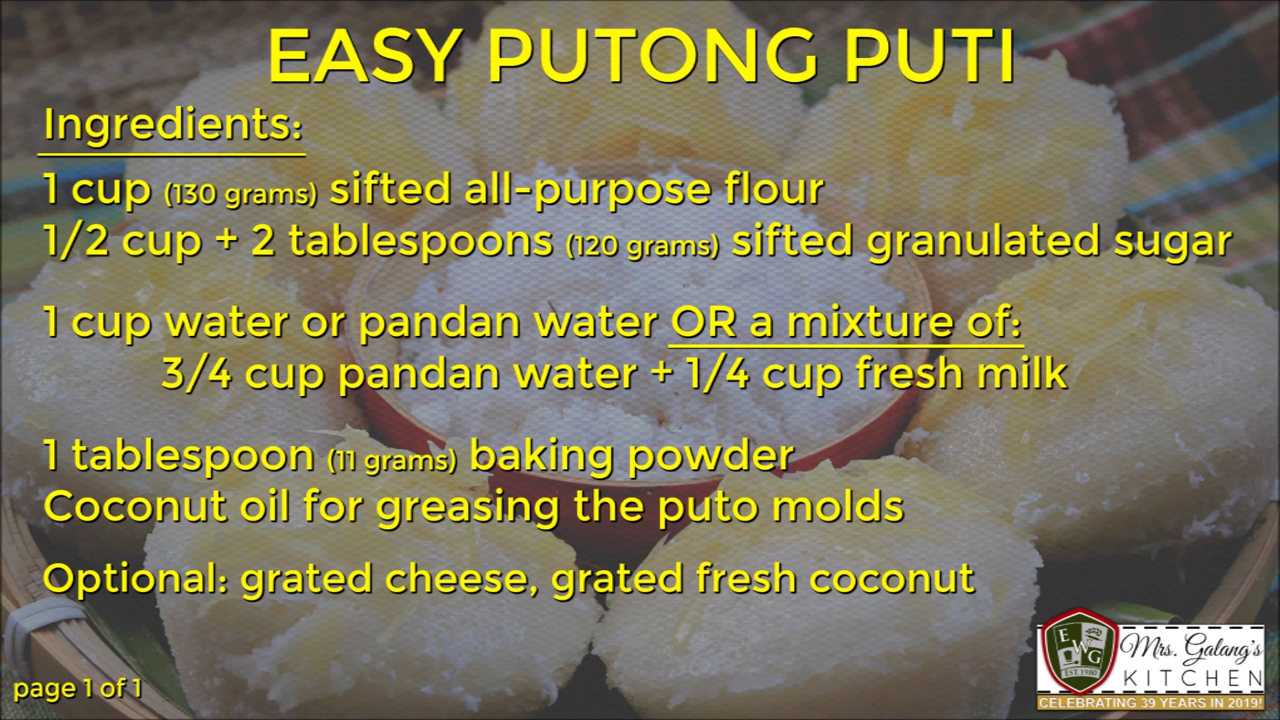 EASY PUTONG PUTI
Ingredients:
1 cup (130 grams) sifted all-purpose flour
1/2 cup + 2 tablespoons (120 grams) sifted granulated sugar
1 cup water or pandan water OR a mixture of:
3/4 cup pandan water + 1/4 cup fresh milk
1 tablespoon (11 grams) baking powder
Coconut oil for greasing the puto molds
Optional: grated cheese, grated fresh coconut
page 1 of 1
EWG
EST. 1980
Mrs. Galang's
KITCHEN
CELEBRATING 39 YEARS IN 2019!